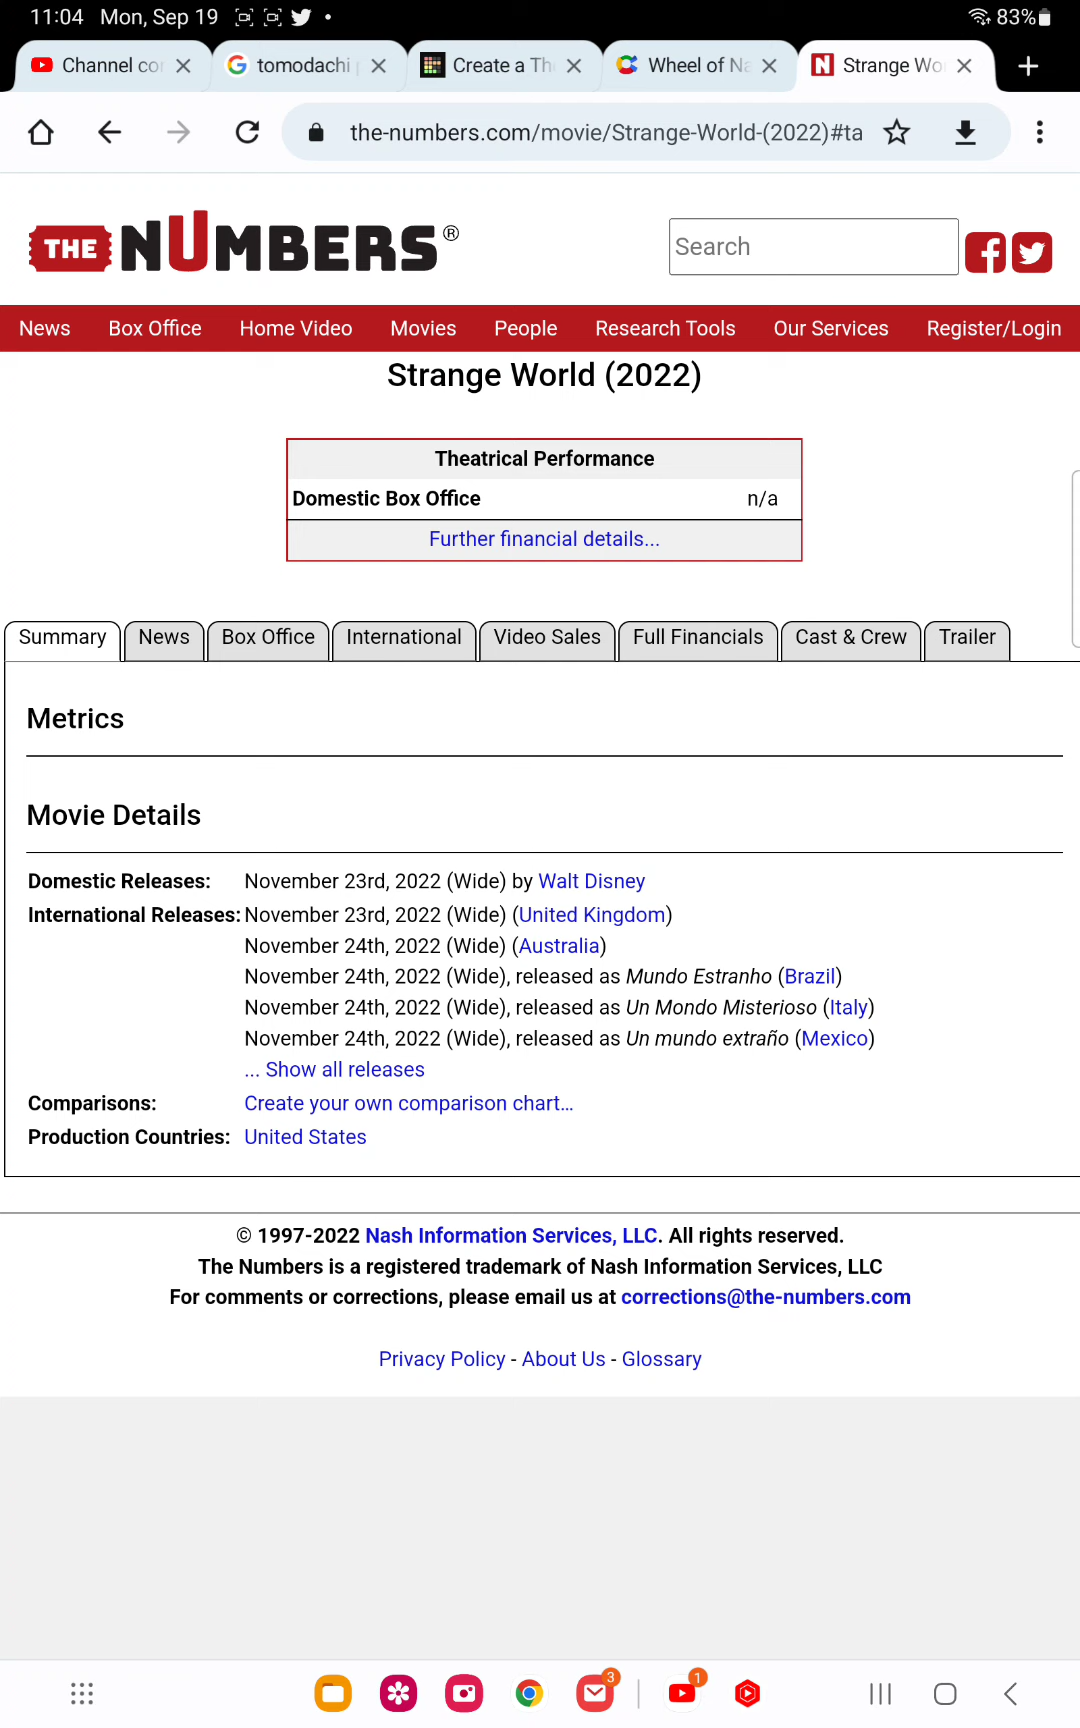 11:04 Mon, Sep 19 83%
Channel co tomodachi Create a Th Wheel of Na Strange Wo
the-numbers.com/movie/Strange-World-(2022)#ta
THE NUMBERS® Search
News Box Office Home Video Movies People Research Tools Our Services Register/Login
Strange World (2022)
Theatrical Performance
Domestic Box Office n/a
Further financial details...
Summary News Box Office International Video Sales Full Financials Cast & Crew Trailer
Metrics
Movie Details
Domestic Releases: November 23rd, 2022 (Wide) by Walt Disney
International Releases: November 23rd, 2022 (Wide) (United Kingdom)
November 24th, 2022 (Wide) (Australia)
November 24th, 2022 (Wide), released as Mundo Estranho (Brazil)
November 24th, 2022 (Wide), released as Un Mondo Misterioso (Italy)
November 24th, 2022 (Wide), released as Un mundo extraño (Mexico)
... Show all releases
Comparisons: Create your own comparison chart…
Production Countries: United States
© 1997-2022 Nash Information Services, LLC. All rights reserved.
The Numbers is a registered trademark of Nash Information Services, LLC
For comments or corrections, please email us at corrections@the-numbers.com
Privacy Policy - About Us - Glossary
3 1